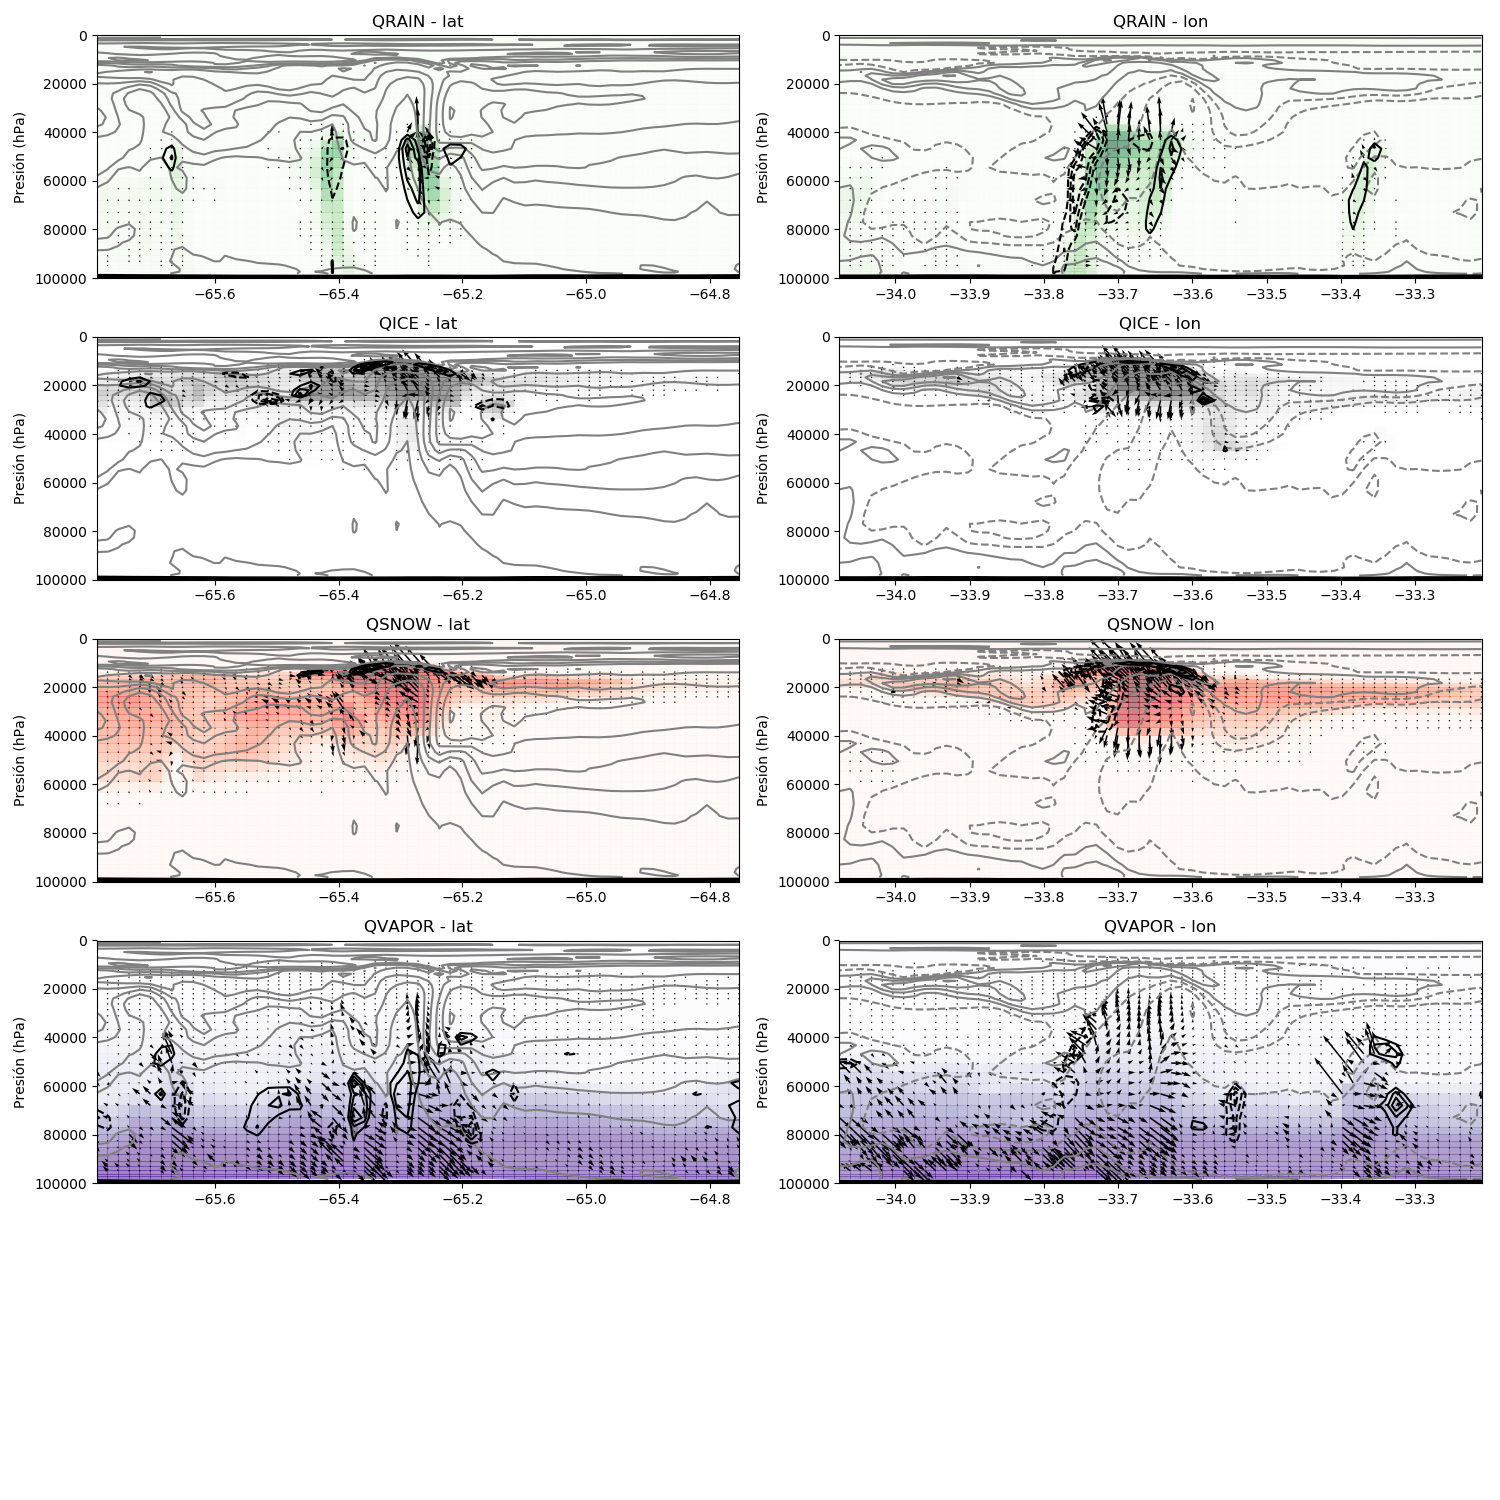 QRAIN - lat
QRAIN - lon
Presión (hPa)
0
20000
40000
60000
80000
100000
−65.6 −65.4 −65.2 −65.0 −64.8
Presión (hPa)
0
20000
40000
60000
80000
100000
−34.0 −33.9 −33.8 −33.7 −33.6 −33.5 −33.4 −33.3
QICE - lat
QICE - lon
Presión (hPa)
0
20000
40000
60000
80000
100000
−65.6 −65.4 −65.2 −65.0 −64.8
Presión (hPa)
0
20000
40000
60000
80000
100000
−34.0 −33.9 −33.8 −33.7 −33.6 −33.5 −33.4 −33.3
QSNOW - lat
QSNOW - lon
Presión (hPa)
0
20000
40000
60000
80000
100000
−65.6 −65.4 −65.2 −65.0 −64.8
Presión (hPa)
0
20000
40000
60000
80000
100000
−34.0 −33.9 −33.8 −33.7 −33.6 −33.5 −33.4 −33.3
QVAPOR - lat
QVAPOR - lon
Presión (hPa)
0
20000
40000
60000
80000
100000
−65.6 −65.4 −65.2 −65.0 −64.8
Presión (hPa)
0
20000
40000
60000
80000
100000
−34.0 −33.9 −33.8 −33.7 −33.6 −33.5 −33.4 −33.3